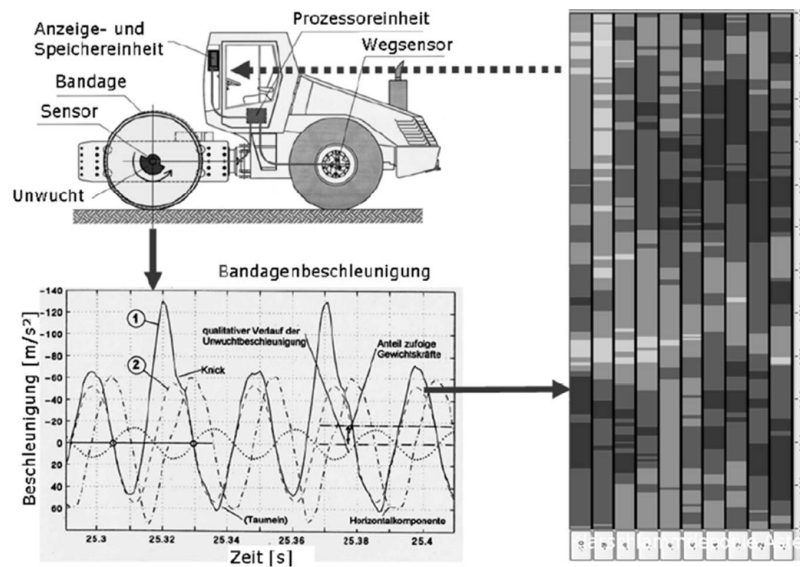 Prozessoreinheit
Anzeige- und
Speichereinheit
Wegsensor
Bandage
Sensor
Unwucht
Bandagenbeschleunigung
Beschleunigung [m/s²]
-140
-120
-100
-80
-60
-40
-20
0
20
40
60
1
2
Knick
qualitativer Verlauf der
Unwuchtbeschleunigung
Anteil zufolge
Gewichtskräfte
(Taumeln)
Horizontalkomponente
25.3
25.32
25.34
25.36
25.38
25.4
Zeit [s]